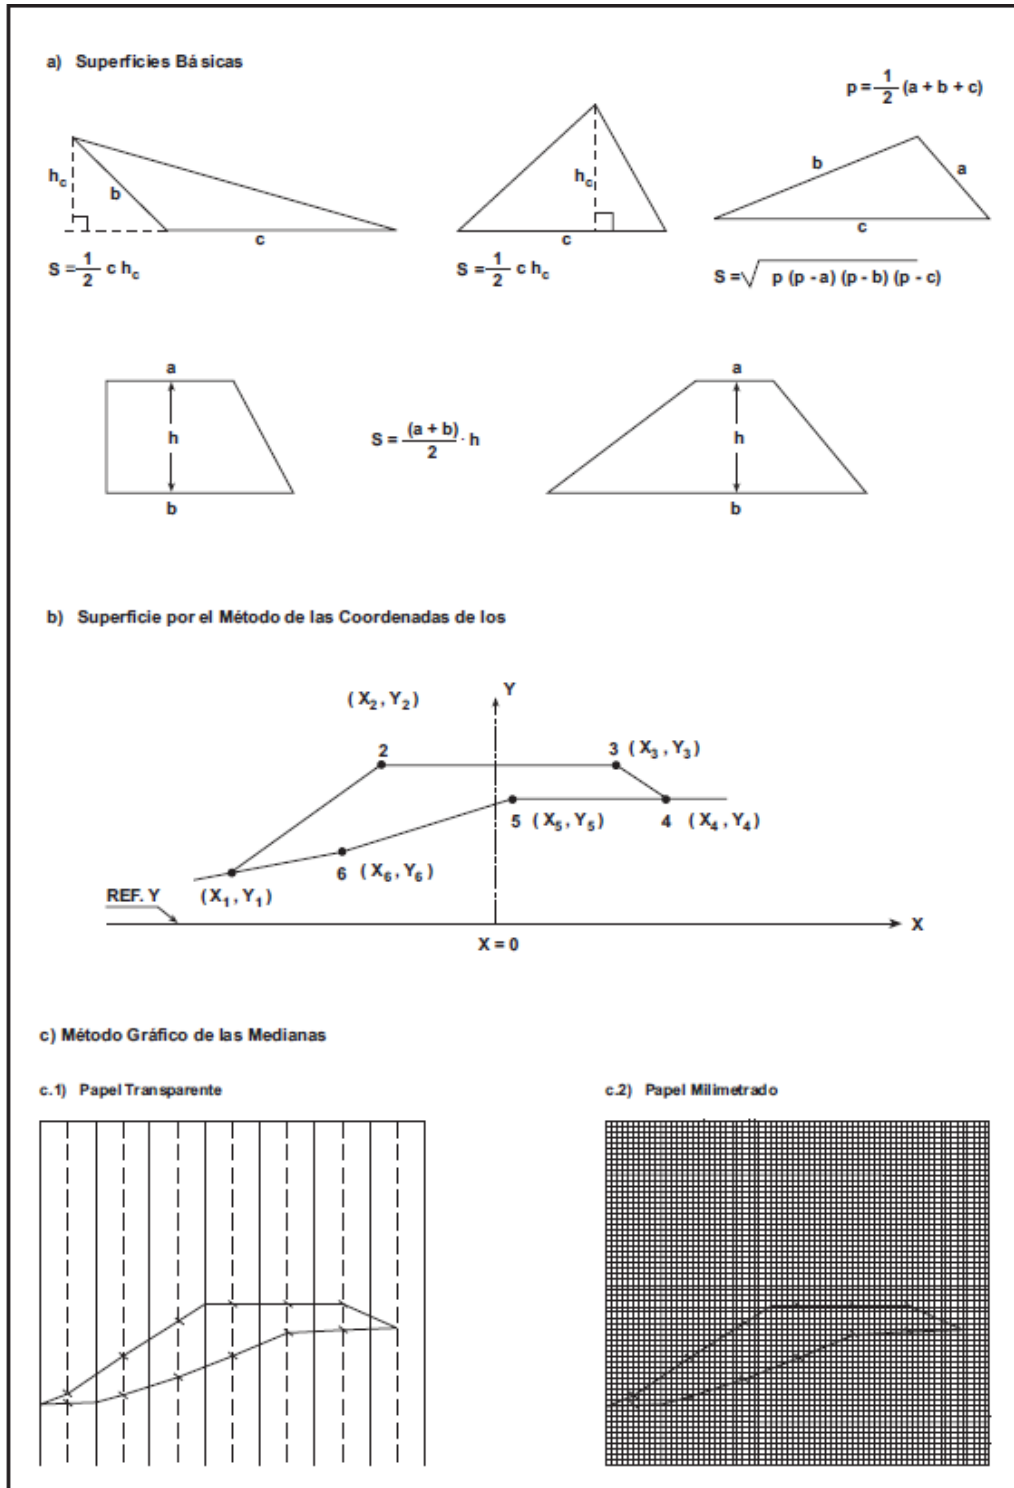 a) Superficies Básicas
p = 1/2 (a + b + c)
h_c
b
c
S = 1/2 c h_c
h_c
c
S = 1/2 c h_c
b
a
c
S = √ p (p - a) (p - b) (p - c)
a
h
b
S = (a + b)/2 · h
a
h
b
b) Superficie por el Método de las Coordenadas de los
(X₂, Y₂)
Y
2
3 (X₃, Y₃)
5 (X₅, Y₅)
4 (X₄, Y₄)
6 (X₆, Y₆)
REF. Y
(X₁, Y₁)
X
X = 0
c) Método Gráfico de las Medianas
c.1) Papel Transparente
c.2) Papel Milimetrado